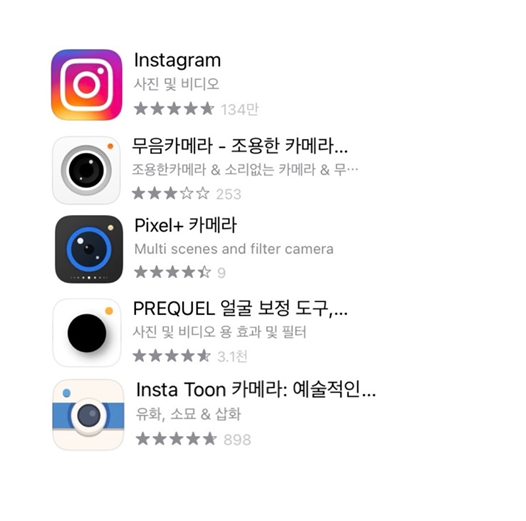 Instagram
사진 및 비디오
134만
무음카메라 - 조용한 카메라...
조용한카메라 & 소리없는 카메라 & 무...
253
Pixel+ 카메라
Multi scenes and filter camera
9
PREQUEL 얼굴 보정 도구,...
사진 및 비디오 용 효과 및 필터
3.1천
Insta Toon 카메라: 예술적인...
유화, 소묘 & 삽화
898